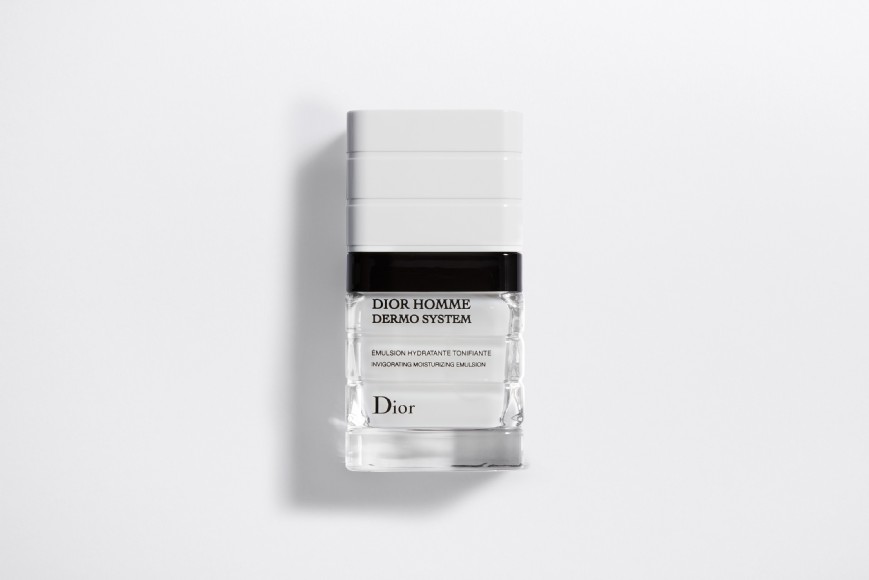 DIOR HOMME
DERMO SYSTEM
EMULSION HYDRATANTE TONIFIANTE
INVIGORATING MOISTURIZING EMULSION
Dior